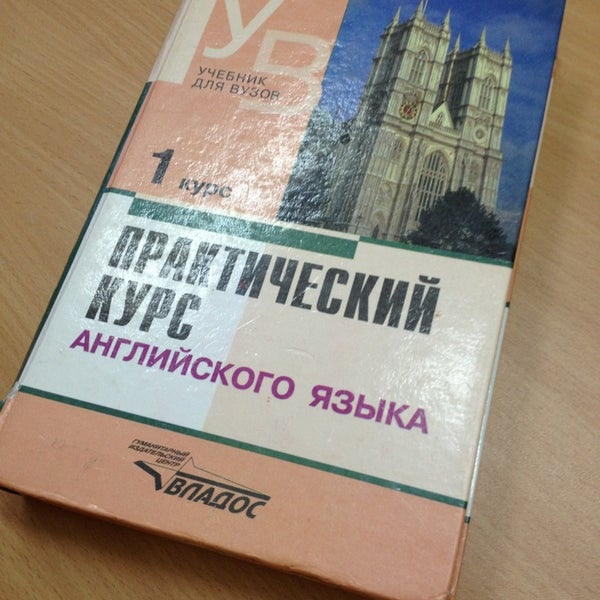 УВ
УЧЕБНИК
ДЛЯ ВУЗОВ
1 курс
ПРАКТИЧЕСКИЙ
КУРС
АНГЛИЙСКОГО ЯЗЫКА
ГУМАНИТАРНЫЙ
ИЗДАТЕЛЬСКИЙ
ЦЕНТР
ВЛАДОС